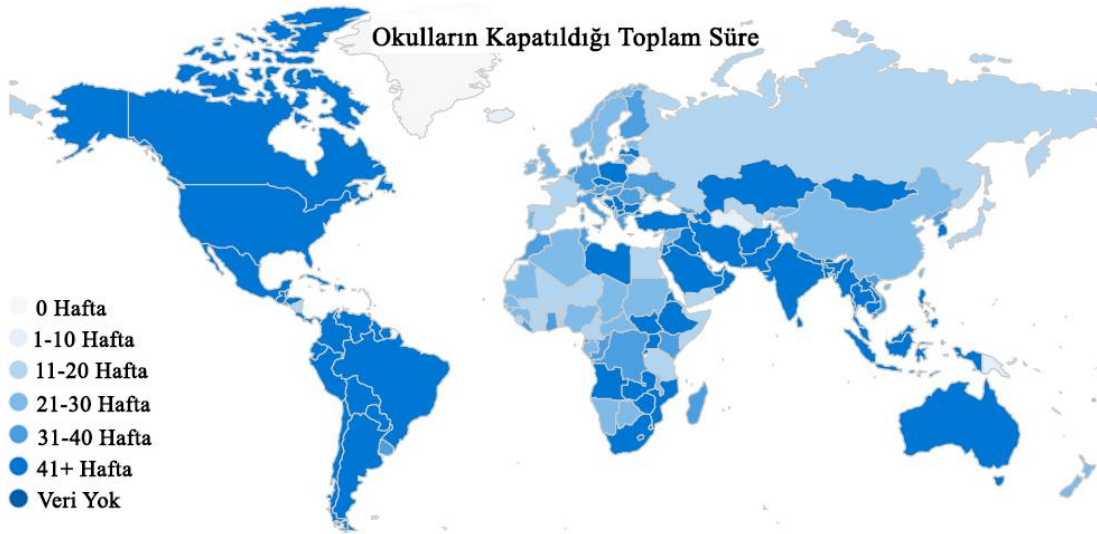 Okulların Kapatıldığı Toplam Süre
0 Hafta
1-10 Hafta
11-20 Hafta
21-30 Hafta
31-40 Hafta
41+ Hafta
Veri Yok